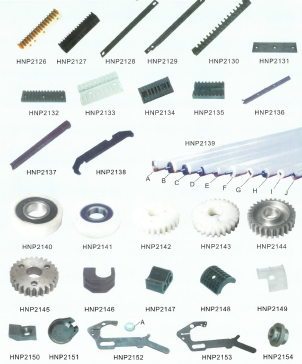 HNP2126 HNP2127 HNP2128 HNP2129 HNP2130 HNP2131
HNP2132 HNP2133 HNP2134 HNP2135 HNP2136
HNP2139
HNP2137 HNP2138
A B C D E F G H I J
HNP2140 HNP2141 HNP2142 HNP2143 HNP2144
HNP2145 HNP2146 HNP2147 HNP2148 HNP2149
A
HNP2150 HNP2151 HNP2152 HNP2153 HNP2154